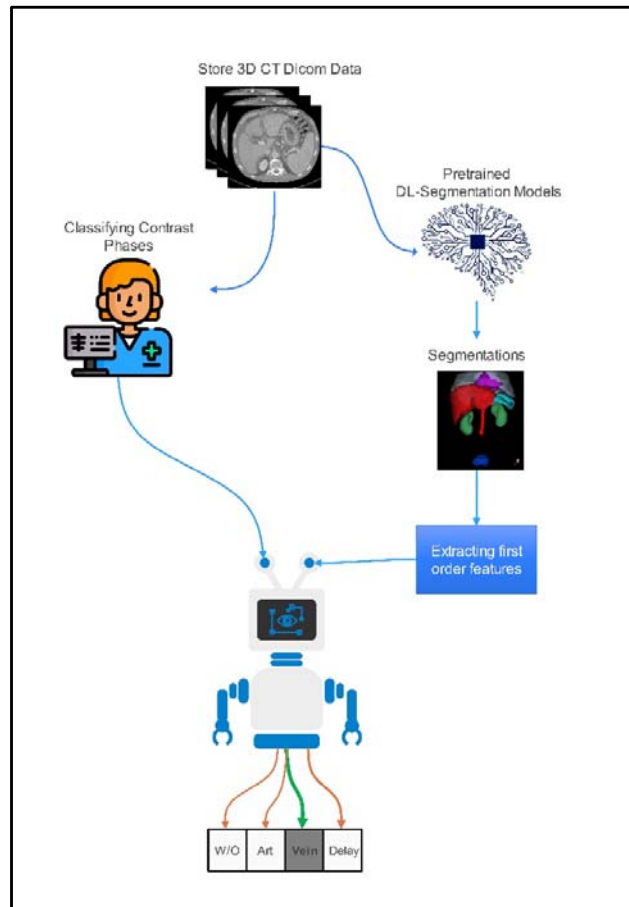 Store 3D CT Dicom Data
Pretrained
DL-Segmentation Models
Classifying Contrast
Phases
Segmentations
Extracting first
order features
W/O Art Vein Delay